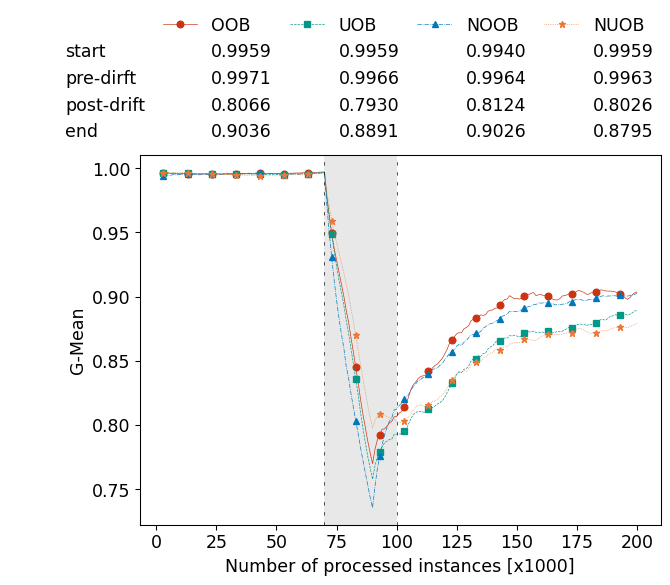 OOB UOB NOOB NUOB
start 0.9959 0.9959 0.9940 0.9959
pre-dirft 0.9971 0.9966 0.9964 0.9963
post-drift 0.8066 0.7930 0.8124 0.8026
end 0.9036 0.8891 0.9026 0.8795
1.00
0.95
0.90
0.85
0.80
0.75
G-Mean
0 25 50 75 100 125 150 175 200
Number of processed instances [x1000]